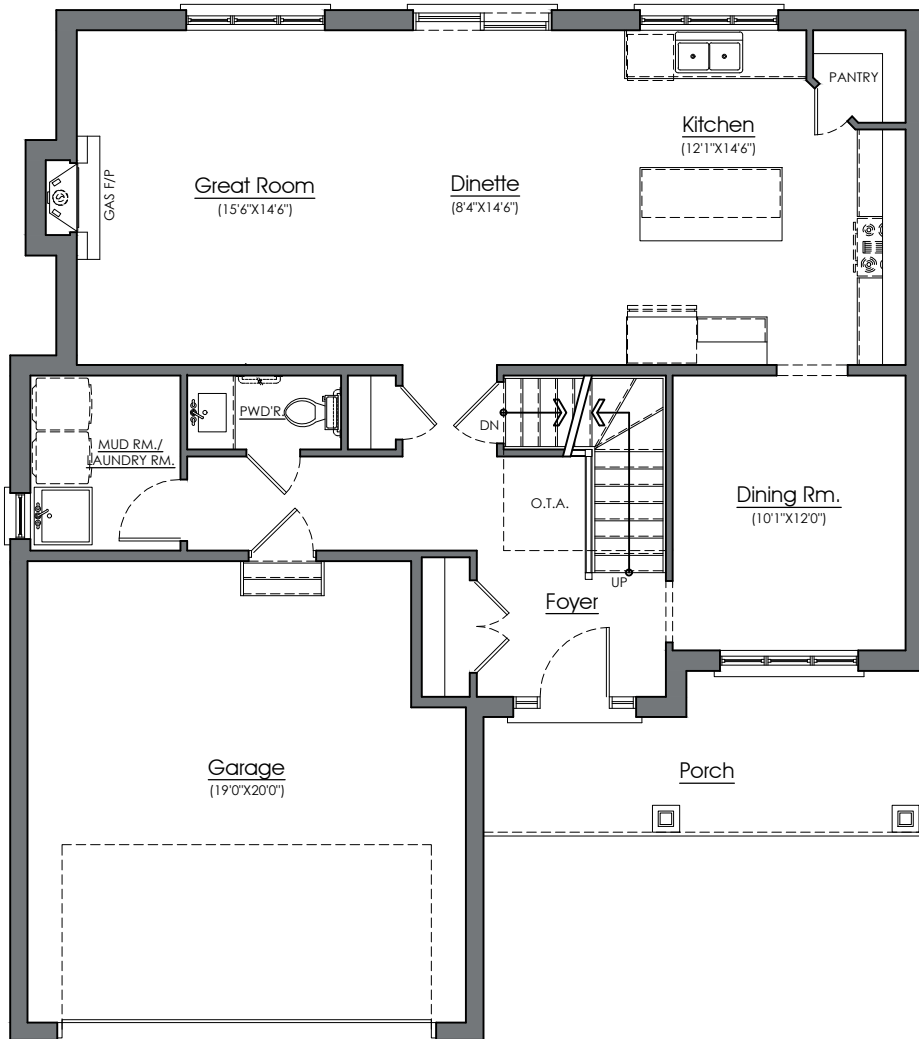 PANTRY
Kitchen
(12'1"X14'6")
GAS F/P
Great Room
(15'6"X14'6")
Dinette
(8'4"X14'6")
PWD'R.
DN
MUD RM./
LAUNDRY RM.
O.T.A.
Dining Rm.
(10'1"X12'0")
UP
Foyer
Garage
(19'0"X20'0")
Porch